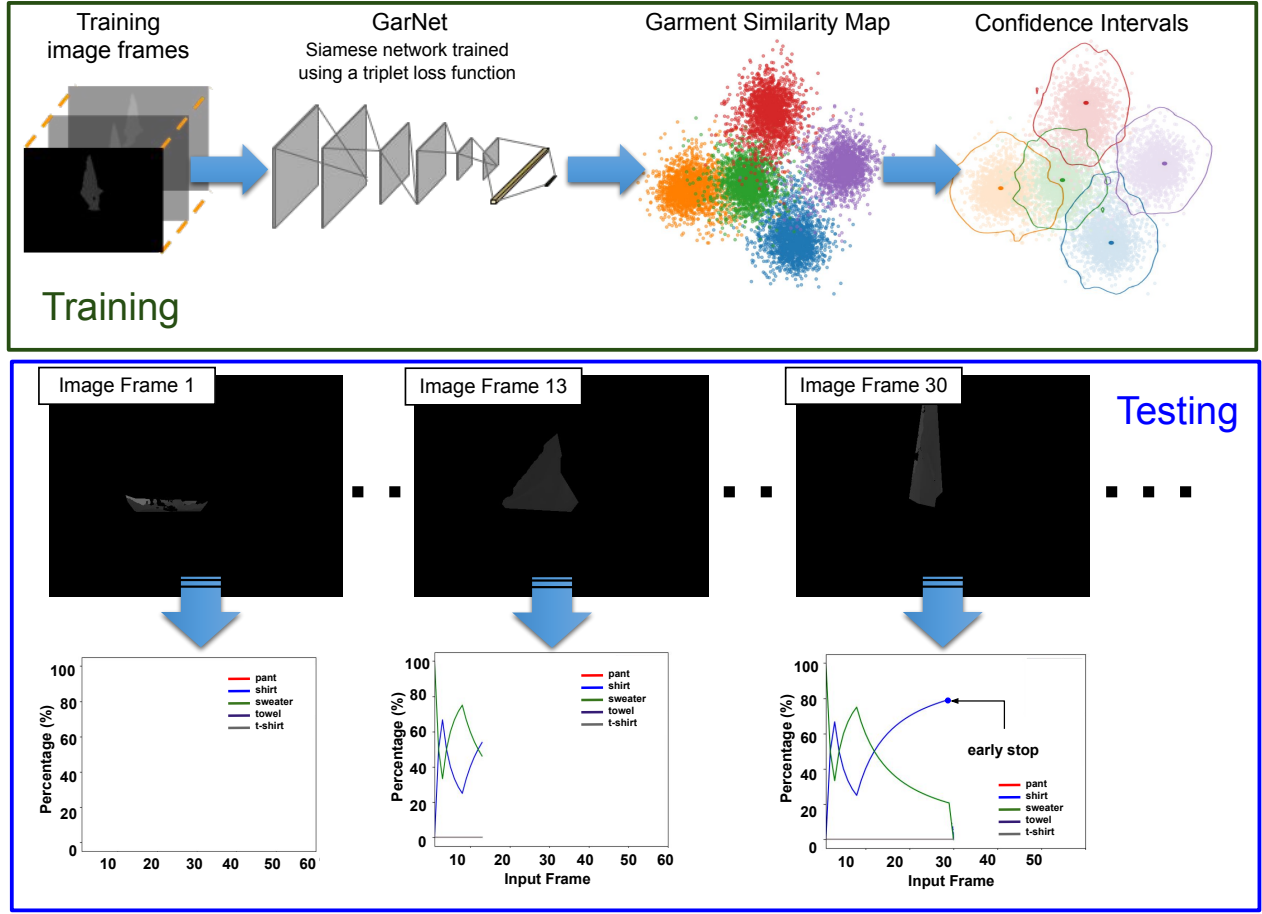 Training
image frames
GarNet
Siamese network trained
using a triplet loss function
Garment Similarity Map
Confidence Intervals
Training
Testing
Image Frame 1
Image Frame 13
Image Frame 30
Percentage (%)
100
80
60
40
20
0
pant
shirt
sweater
towel
t-shirt
10 20 30 40 50 60
Percentage (%)
100
80
60
40
20
0
pant
shirt
sweater
towel
t-shirt
10 20 30 40 50 60
Input Frame
Percentage (%)
100
80
60
40
20
0
early stop
pant
shirt
sweater
towel
t-shirt
10 20 30 40 50
Input Frame